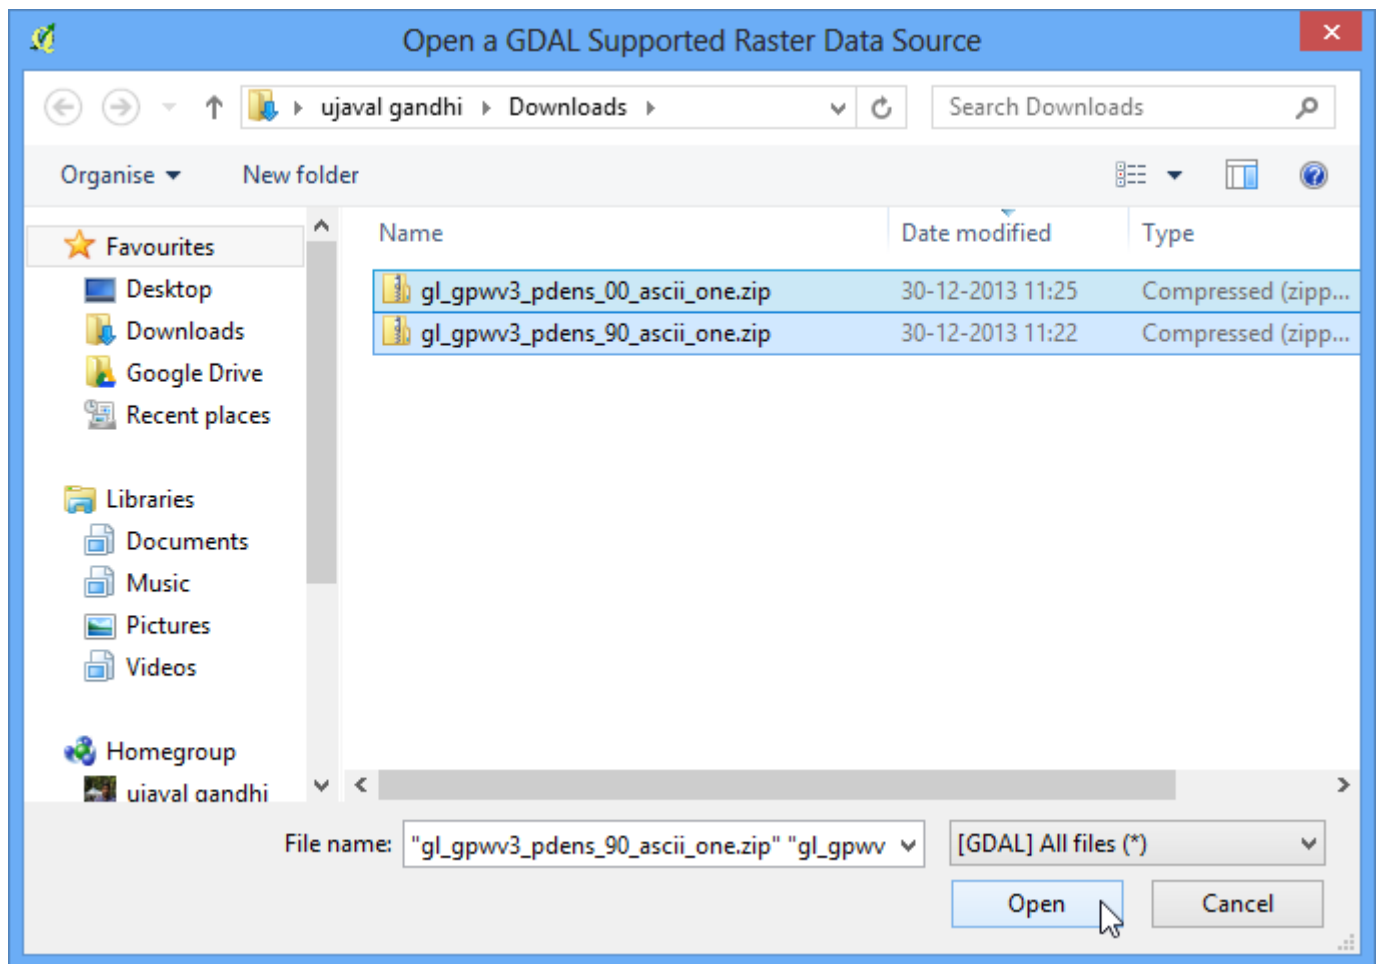 Open a GDAL Supported Raster Data Source
ujaval gandhi Downloads
Search Downloads
Organise New folder
Name Date modified Type
Favourites
Desktop
Downloads
Google Drive
Recent places
Libraries
Documents
Music
Pictures
Videos
Homegroup
ujaval gandhi
gl_gpwv3_pdens_00_ascii_one.zip 30-12-2013 11:25 Compressed (zipp...
gl_gpwv3_pdens_90_ascii_one.zip 30-12-2013 11:22 Compressed (zipp...
File name: "gl_gpwv3_pdens_90_ascii_one.zip" "gl_gpwv
[GDAL] All files (*)
Open Cancel